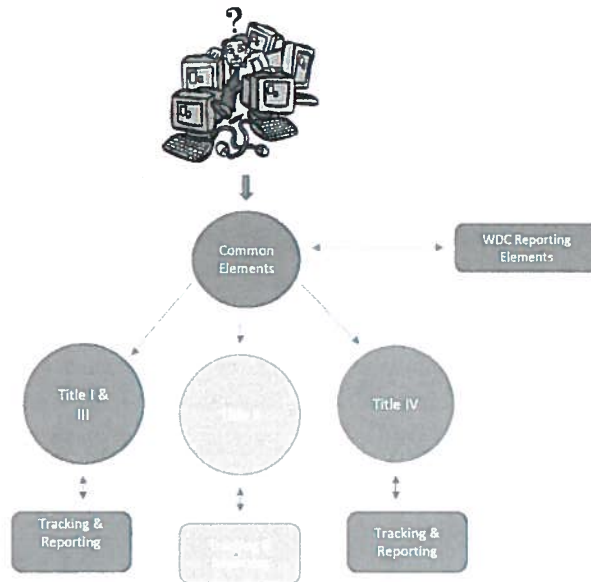 ?
Common
Elements
WDC Reporting
Elements
Title I &
III
Title IV
Tracking &
Reporting
Tracking &
Reporting